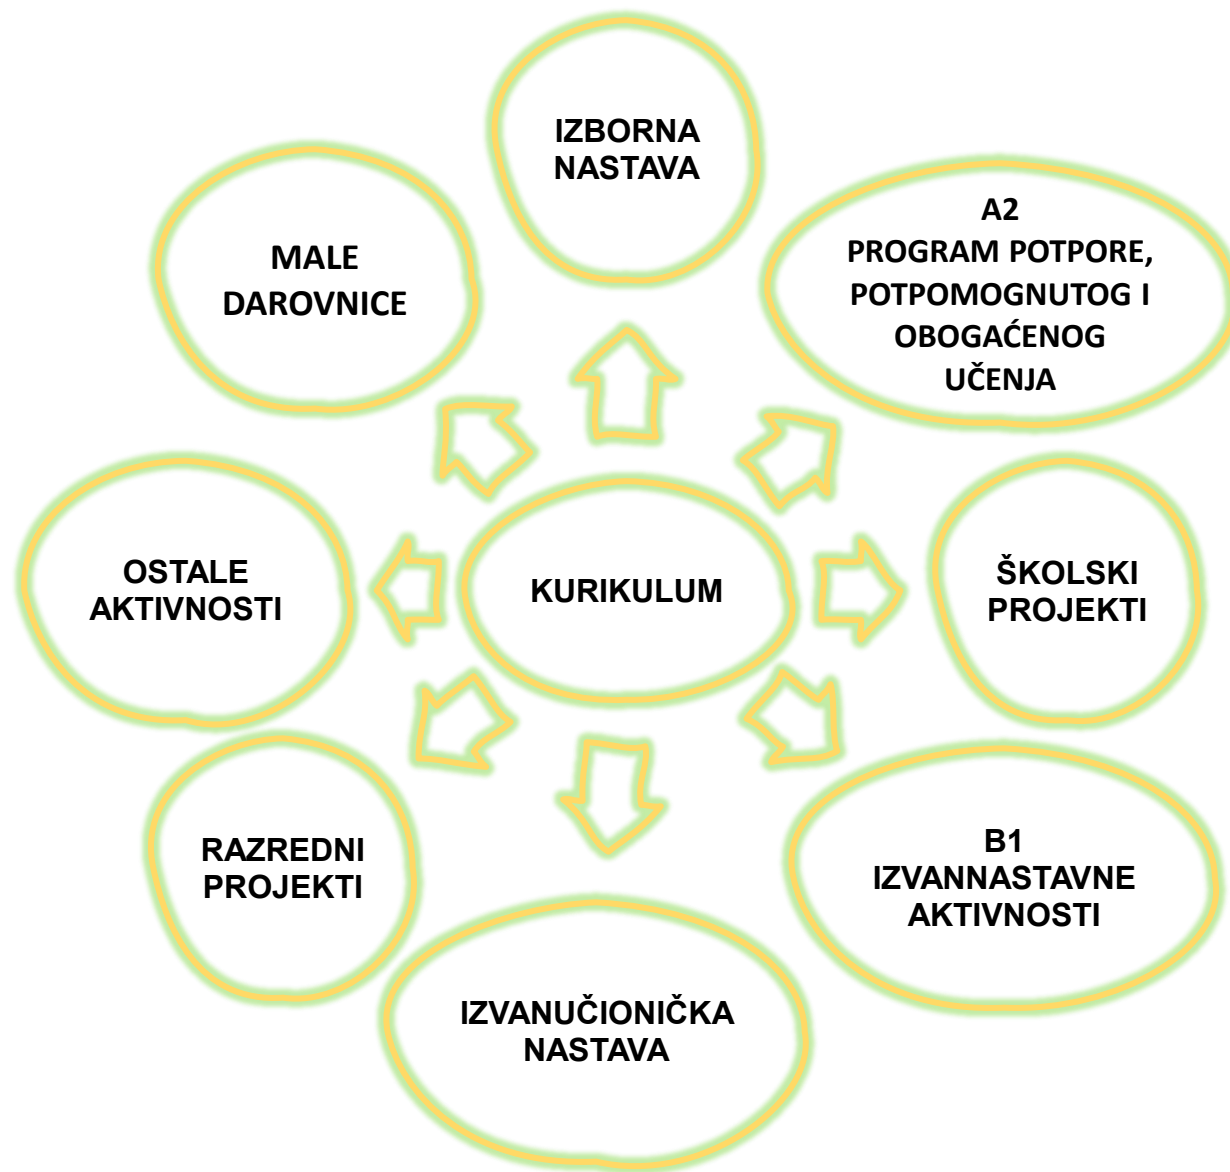 IZBORNA
NASTAVA
A2
PROGRAM POTPORE,
POTPOMOGNUTOG I
OBOGAĆENOG
UČENJA
MALE
DAROVNICE
OSTALE
AKTIVNOSTI
KURIKULUM
ŠKOLSKI
PROJEKTI
RAZREDNI
PROJEKTI
B1
IZVANNASTAVNE
AKTIVNOSTI
IZVANUČIONIČKA
NASTAVA